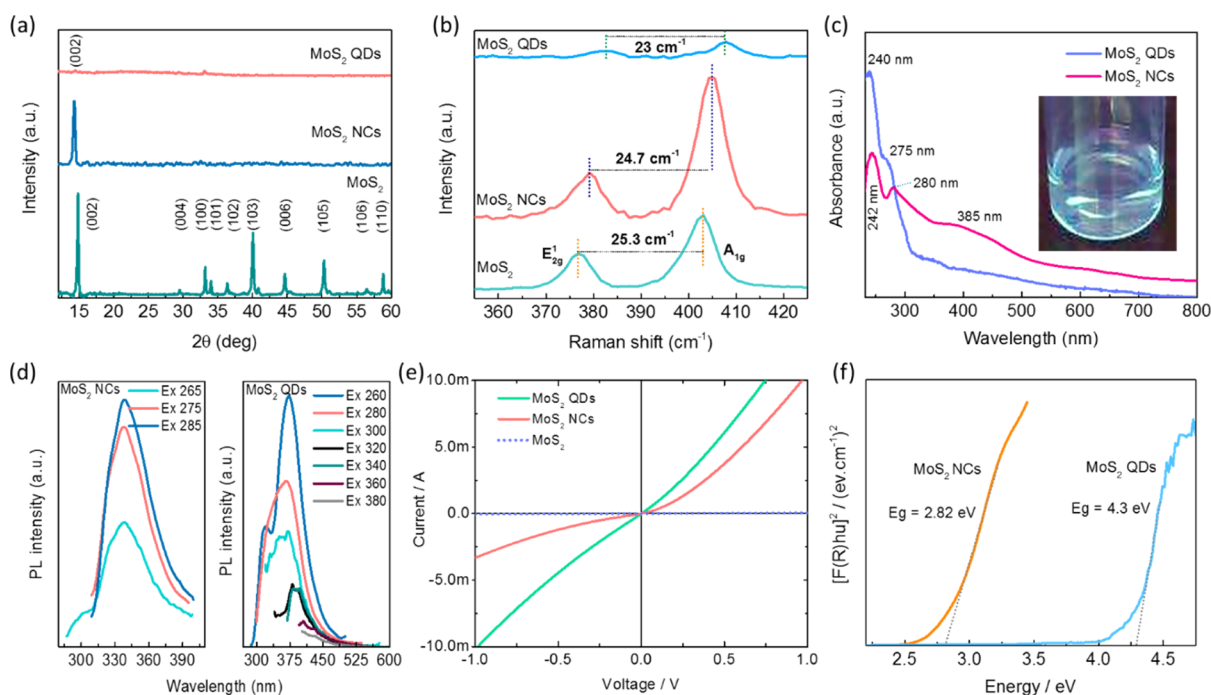 (a)
(002)
MoS₂ QDs
MoS₂ NCs
MoS₂
(002)
(004)
(100)
(101)
(102)
(103)
(006)
(105)
(106)
(110)
Intensity (a.u.)
15 20 25 30 35 40 45 50 55 60
2θ (deg)
(b)
MoS₂ QDs
23 cm⁻¹
24.7 cm⁻¹
MoS₂ NCs
25.3 cm⁻¹
E¹₂g
A₁g
MoS₂
Intensity (a.u.)
360 370 380 390 400 410 420
Raman shift (cm⁻¹)
(c)
MoS₂ QDs
MoS₂ NCs
240 nm
275 nm
280 nm
242 nm
385 nm
Absorbance (a.u.)
300 400 500 600 700 800
Wavelength (nm)
(d)
MoS₂ NCs
Ex 265
Ex 275
Ex 285
PL intensity (a.u.)
300 330 360 390
MoS₂ QDs
Ex 260
Ex 280
Ex 300
Ex 320
Ex 340
Ex 360
Ex 380
PL intensity (a.u.)
300 375 450 525 600
Wavelength (nm)
(e)
MoS₂ QDs
MoS₂ NCs
MoS₂
Current / A
10.0m
5.0m
0.0
-5.0m
-10.0m
-1.0 -0.5 0.0 0.5 1.0
Voltage / V
(f)
MoS₂ NCs
Eg = 2.82 eV
MoS₂ QDs
Eg = 4.3 eV
[F(R)hυ]² / (ev.cm⁻¹)²
2.5 3.0 3.5 4.0 4.5
Energy / eV